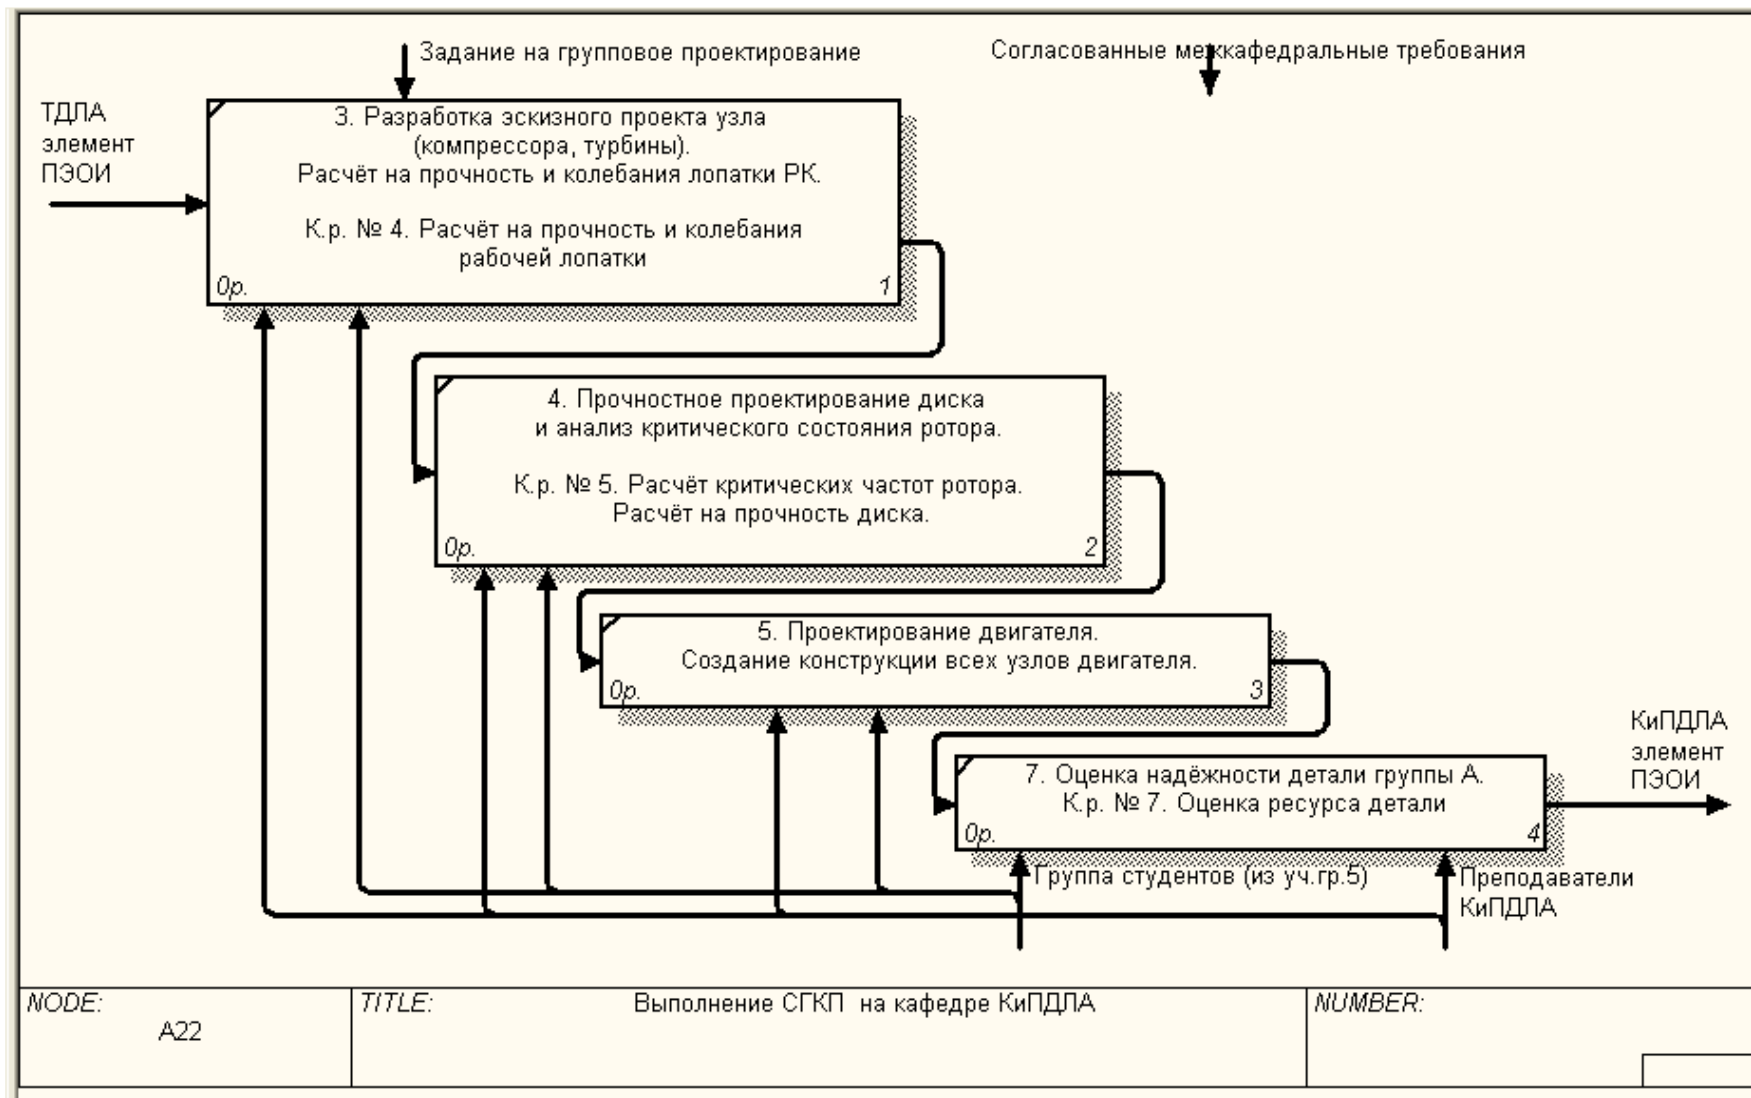 Задание на групповое проектирование
Согласованные межкафедральные требования
ТДЛА
элемент
ПЭОИ
3. Разработка эскизного проекта узла
(компрессора, турбины).
Расчёт на прочность и колебания лопатки РК.
К.р. № 4. Расчёт на прочность и колебания
рабочей лопатки
0р.
1
4. Прочностное проектирование диска
и анализ критического состояния ротора.
К.р. № 5. Расчёт критических частот ротора.
Расчёт на прочность диска.
0р.
2
5. Проектирование двигателя.
Создание конструкции всех узлов двигателя.
0р.
3
КиПДЛА
элемент
ПЭОИ
7. Оценка надёжности детали группы А.
К.р. № 7. Оценка ресурса детали
0р.
4
Группа студентов (из уч.гр.5)
Преподаватели
КиПДЛА
NODE:
A22
TITLE:
Выполнение СГКП на кафедре КиПДЛА
NUMBER: